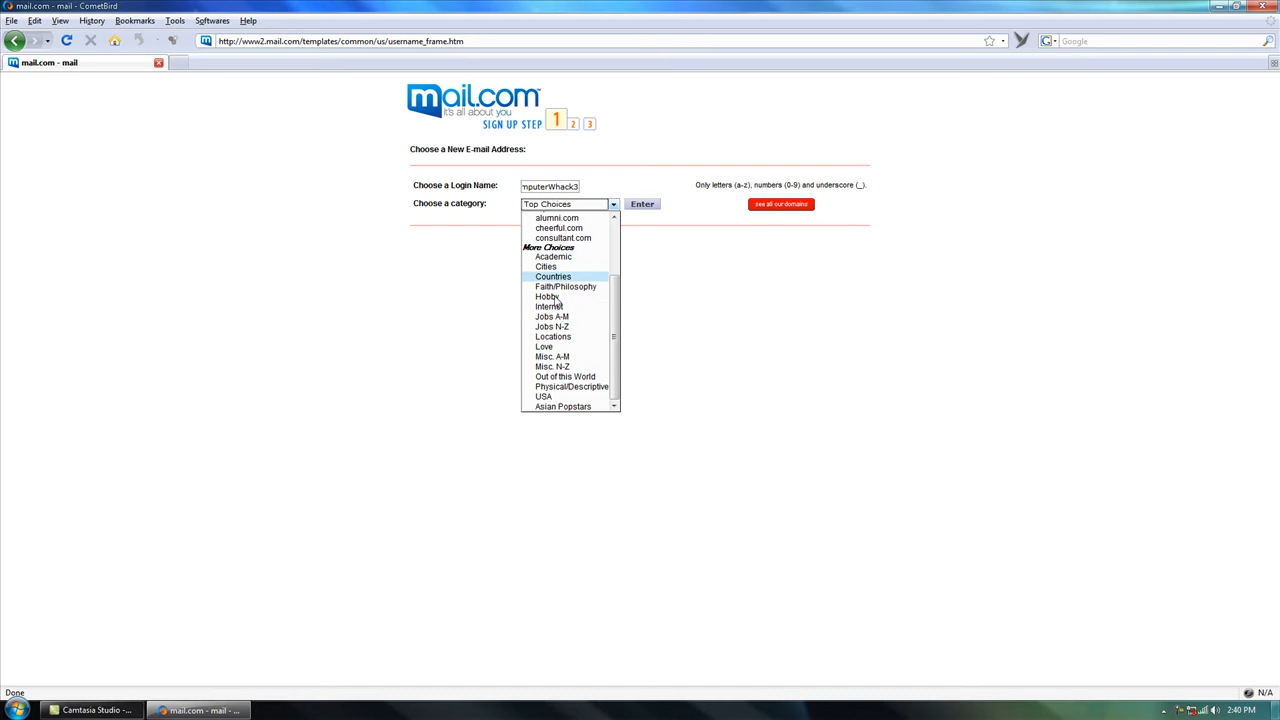 mail.com - mail - CometBird
File Edit View History Bookmarks Tools Softwares Help
http://www2.mail.com/templates/common/us/username_frame.htm
Google
mail.com - mail
mail.com
it's all about you
SIGN UP STEP 1 2 3
Choose a New E-mail Address:
Choose a Login Name: mputerWhack3 Only letters (a-z), numbers (0-9) and underscore (_).
Choose a category: Top Choices Enter see all our domains
alumni.com
cheerful.com
consultant.com
More Choices
Academic
Cities
Countries
Faith/Philosophy
Hobby
Internet
Jobs A-M
Jobs N-Z
Locations
Love
Misc. A-M
Misc. N-Z
Out of this World
Physical/Descriptive
USA
Asian Popstars
Done N/A
Camtasia Studio -... mail.com - mail - ... 2:40 PM